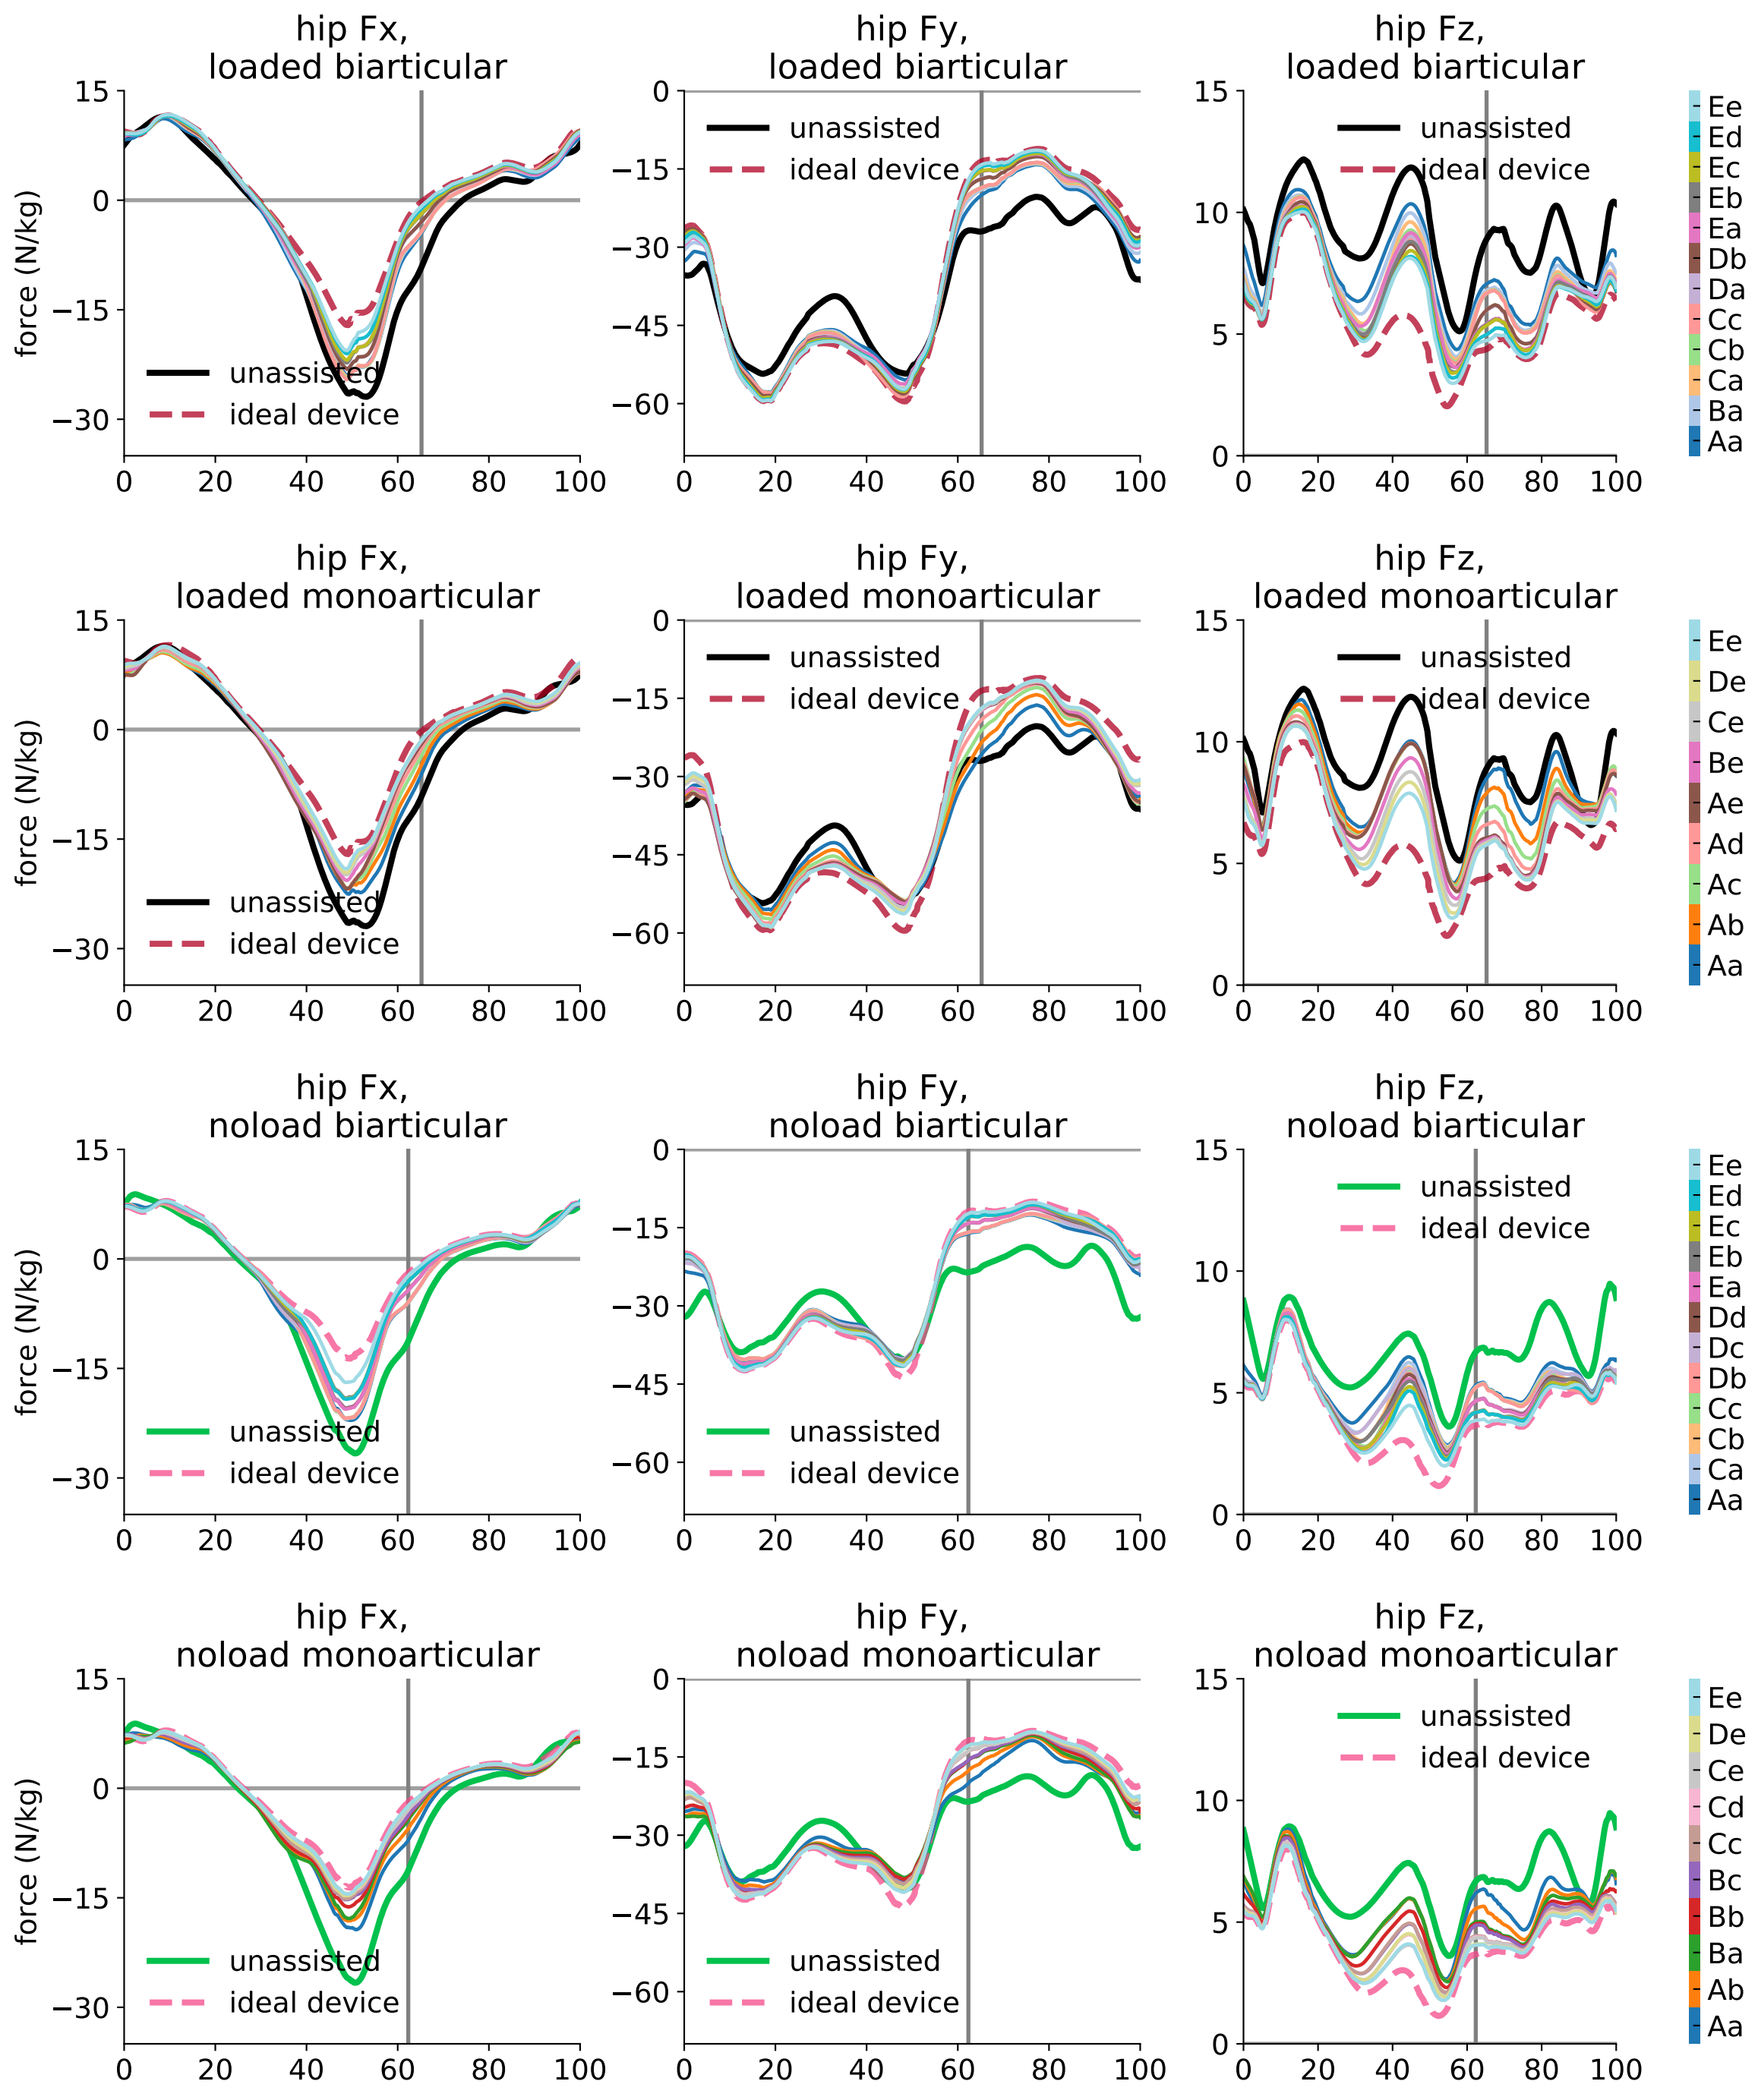 hip Fx,
loaded biarticular
hip Fy,
loaded biarticular
hip Fz,
loaded biarticular
force (N/kg)
15
0
−15
−30
0 20 40 60 80 100
unassisted
ideal device
0
−15
−30
−45
−60
0 20 40 60 80 100
unassisted
ideal device
15
10
5
0
0 20 40 60 80 100
unassisted
ideal device
Ee
Ed
Ec
Eb
Ea
Db
Da
Cc
Cb
Ca
Ba
Aa
hip Fx,
loaded monoarticular
hip Fy,
loaded monoarticular
hip Fz,
loaded monoarticular
force (N/kg)
15
0
−15
−30
0 20 40 60 80 100
unassisted
ideal device
0
−15
−30
−45
−60
0 20 40 60 80 100
unassisted
ideal device
15
10
5
0
0 20 40 60 80 100
unassisted
ideal device
Ee
De
Ce
Be
Ae
Ad
Ac
Ab
Aa
hip Fx,
noload biarticular
hip Fy,
noload biarticular
hip Fz,
noload biarticular
force (N/kg)
15
0
−15
−30
0 20 40 60 80 100
unassisted
ideal device
0
−15
−30
−45
−60
0 20 40 60 80 100
unassisted
ideal device
15
10
5
0
0 20 40 60 80 100
unassisted
ideal device
Ee
Ed
Ec
Eb
Ea
Dd
Dc
Db
Cc
Cb
Ca
Aa
hip Fx,
noload monoarticular
hip Fy,
noload monoarticular
hip Fz,
noload monoarticular
force (N/kg)
15
0
−15
−30
0 20 40 60 80 100
unassisted
ideal device
0
−15
−30
−45
−60
0 20 40 60 80 100
unassisted
ideal device
15
10
5
0
0 20 40 60 80 100
unassisted
ideal device
Ee
De
Ce
Cd
Cc
Bc
Bb
Ba
Ab
Aa